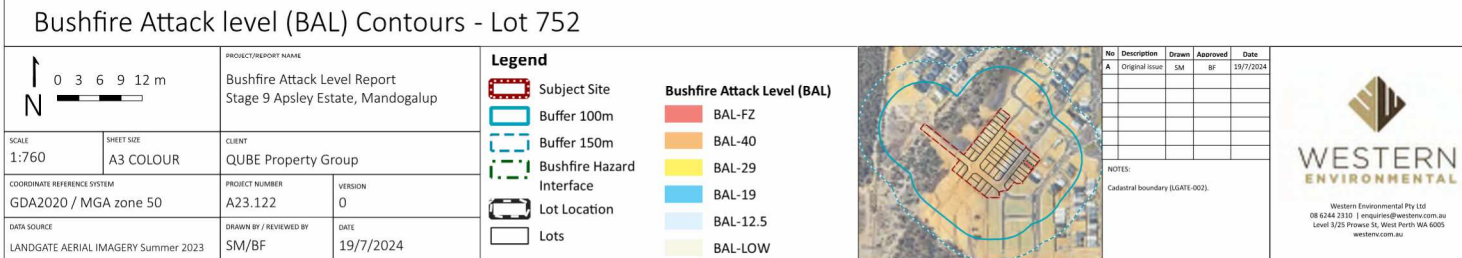 Bushfire Attack level (BAL) Contours - Lot 752
N
0 3 6 9 12 m
PROJECT/REPORT NAME
Bushfire Attack Level Report
Stage 9 Apsley Estate, Mandogalup
SCALE
1:760
SHEET SIZE
A3 COLOUR
CLIENT
QUBE Property Group
COORDINATE REFERENCE SYSTEM
GDA2020 / MGA zone 50
PROJECT NUMBER
A23.122
VERSION
0
DATA SOURCE
LANDGATE AERIAL IMAGERY Summer 2023
DRAWN BY / REVIEWED BY
SM/BF
DATE
19/7/2024
Legend
Subject Site
Buffer 100m
Buffer 150m
Bushfire Hazard
Interface
Lot Location
Lots
Bushfire Attack Level (BAL)
BAL-FZ
BAL-40
BAL-29
BAL-19
BAL-12.5
BAL-LOW
No Description Drawn Approved Date
A Original issue SM BF 19/7/2024
NOTES:
Cadastral boundary (LGATE-002).
WESTERN
ENVIRONMENTAL
Western Environmental Pty Ltd
08 6244 2310 | enquiries@westenv.com.au
Level 3/25 Prowse St, West Perth WA 6005
westenv.com.au